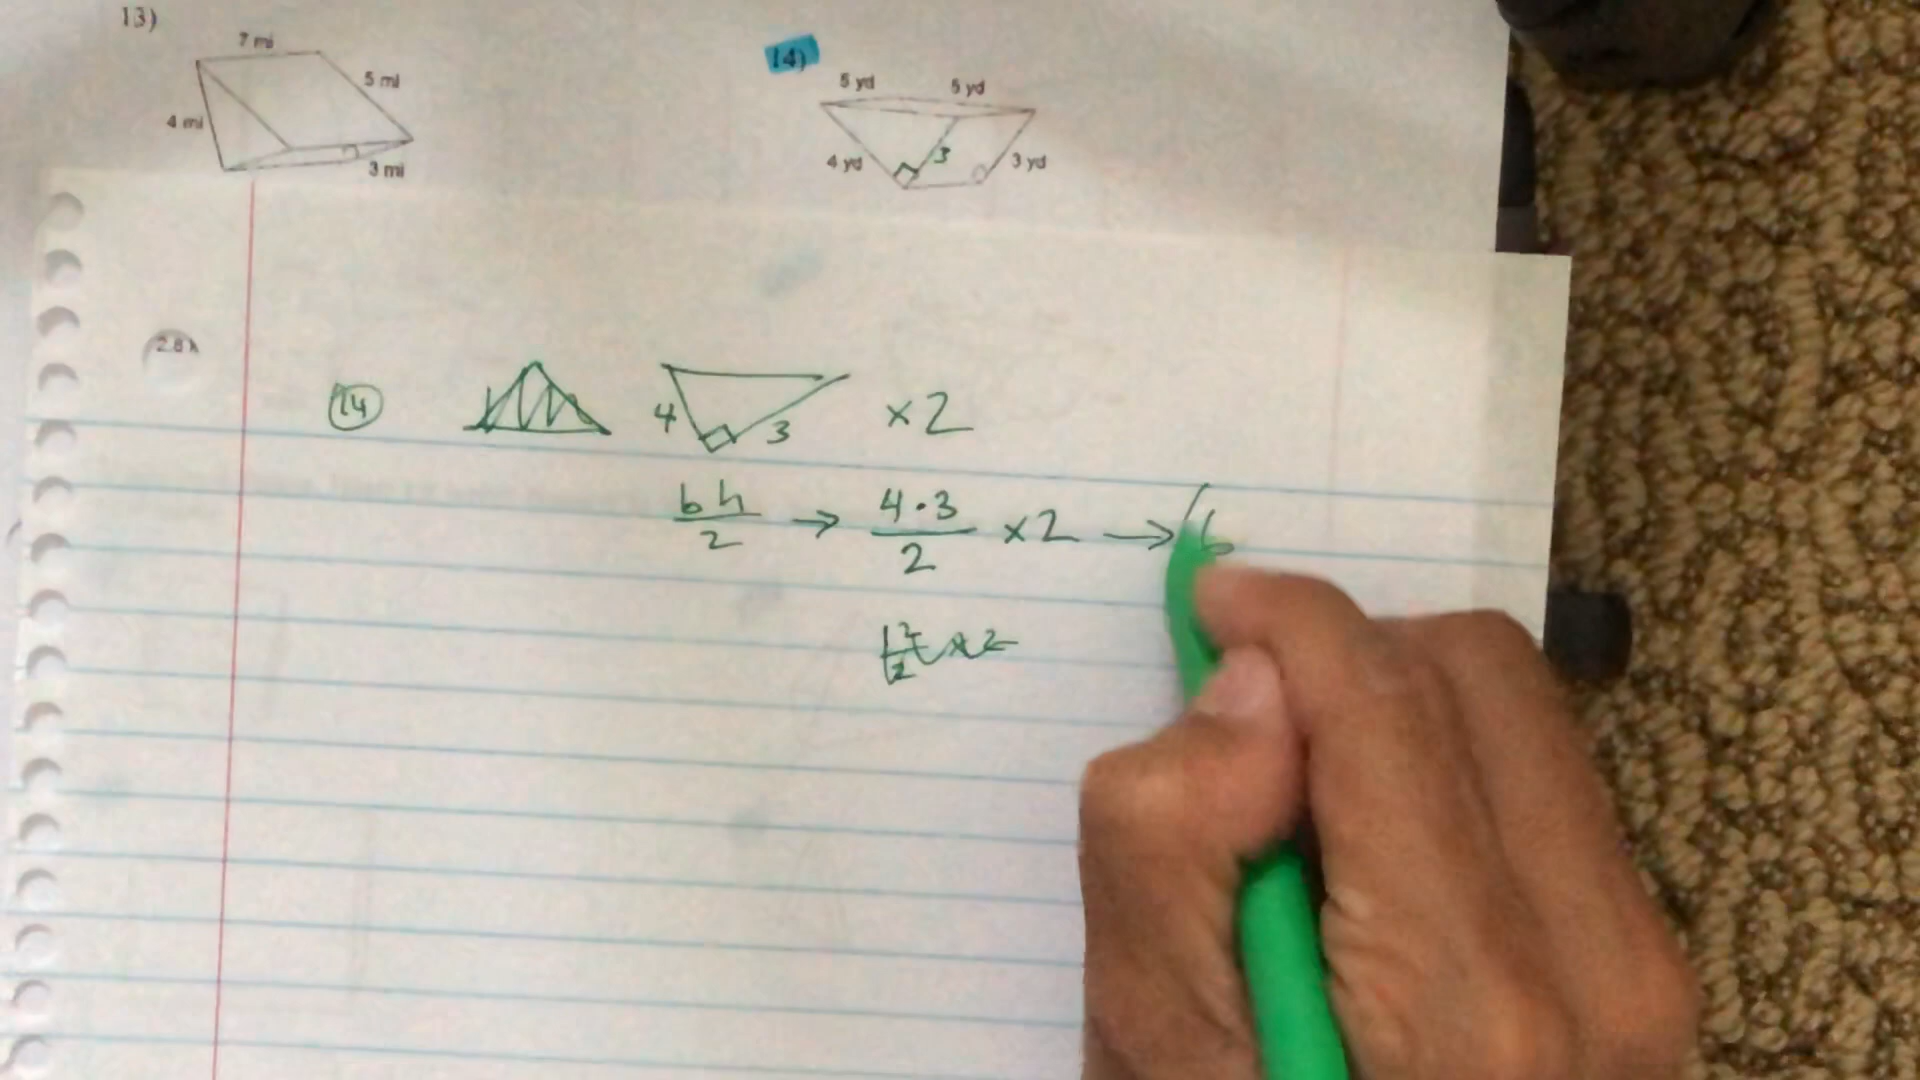 13)
7 mi
5 mi
4 mi
3 mi
14)
5 yd 5 yd
4 yd 3 3 yd
14 4 3 ×2
bh/2 → 4·3/2 ×2 → 6